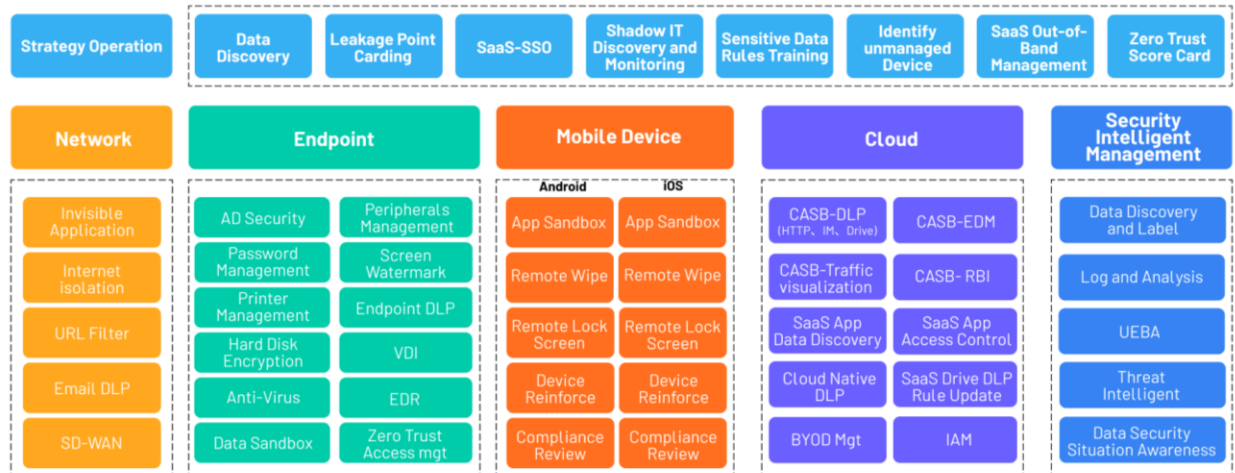 Strategy Operation
Data
Discovery
Leakage Point
Carding
SaaS-SSO
Shadow IT
Discovery and
Monitoring
Sensitive Data
Rules Training
Identify
unmanaged
Device
SaaS Out-of-
Band
Management
Zero Trust
Score Card
Network
Endpoint
Mobile Device
Cloud
Security
Intelligent
Management
Invisible
Application
Internet
isolation
URL Filter
Email DLP
SD-WAN
AD Security
Peripherals
Management
Password
Management
Screen
Watermark
Printer
Management
Endpoint DLP
Hard Disk
Encryption
VDI
Anti-Virus
EDR
Data Sandbox
Zero Trust
Access mgt
Android
iOS
App Sandbox
App Sandbox
Remote Wipe
Remote Wipe
Remote Lock
Screen
Remote Lock
Screen
Device
Reinforce
Device
Reinforce
Compliance
Review
Compliance
Review
CASB-DLP
(HTTP、IM、Drive)
CASB-EDM
CASB-Traffic
visualization
CASB- RBI
SaaS App
Data Discovery
SaaS App
Access Control
Cloud Native
DLP
SaaS Drive DLP
Rule Update
BYOD Mgt
IAM
Data Discovery
and Label
Log and Analysis
UEBA
Threat
Intelligent
Data Security
Situation Awareness